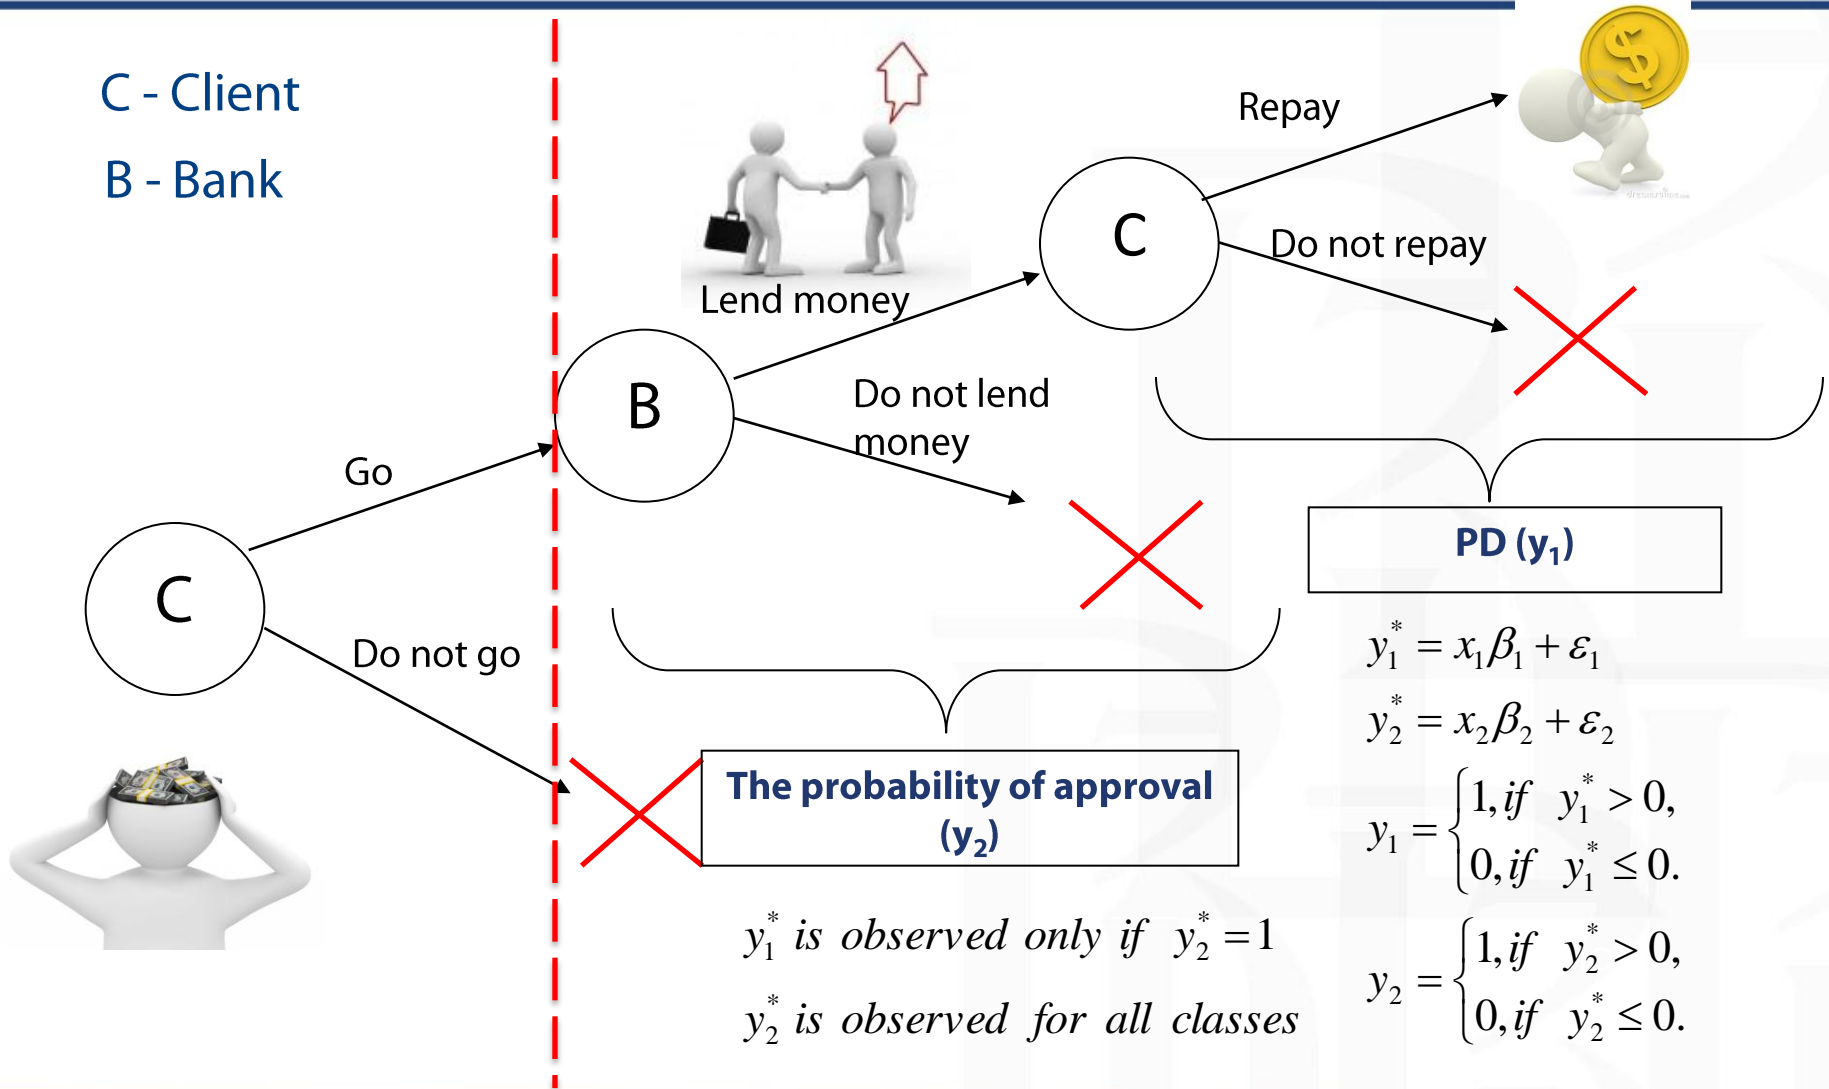 C - Client
B - Bank
Repay
C
Do not repay
Lend money
B
Do not lend
money
Go
C
Do not go
PD (y₁)
The probability of approval
(y₂)
y₁* = x₁β₁ + ε₁
y₂* = x₂β₂ + ε₂
y₁ = {1, if y₁* > 0,
0, if y₁* ≤ 0.
y₂ = {1, if y₂* > 0,
0, if y₂* ≤ 0.
y₁* is observed only if y₂* = 1
y₂* is observed for all classes